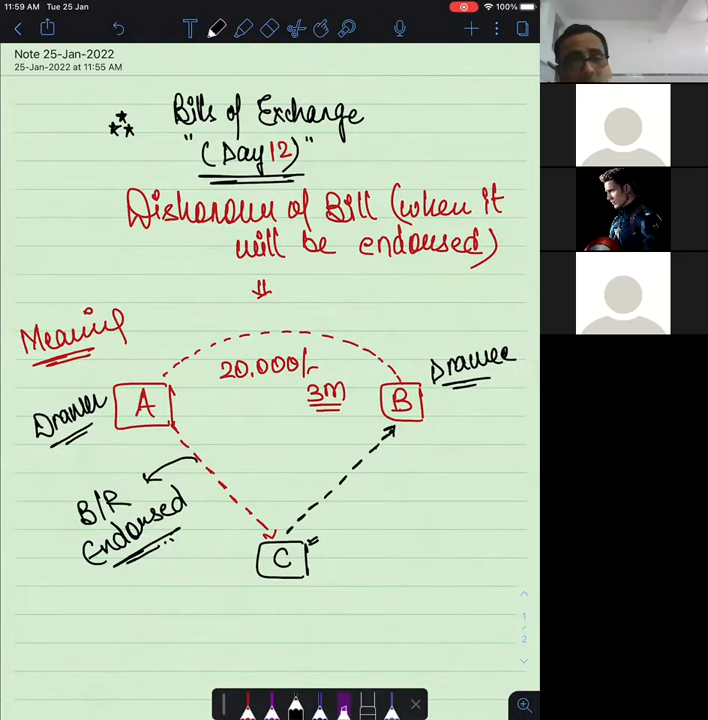 11:59 AM Tue 25 Jan
100%
Note 25-Jan-2022
25-Jan-2022 at 11:55 AM
Bills of Exchange
"(Day 12)"
Dishonour of Bill (when it
will be endorsed)
Meaning
20,000/-
3M
Drawee
Drawer
A
B
B/R
Endorsed
C
1
/
2